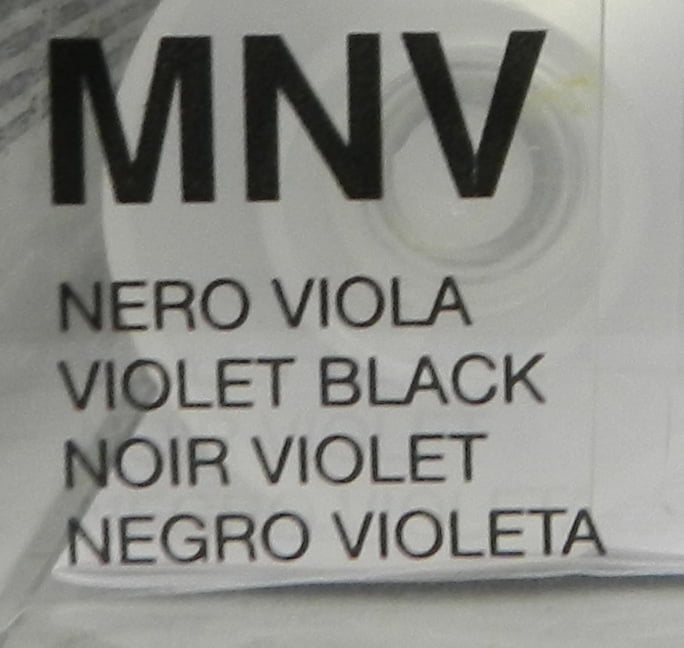 MNV
NERO VIOLA
VIOLET BLACK
NOIR VIOLET
NEGRO VIOLETA